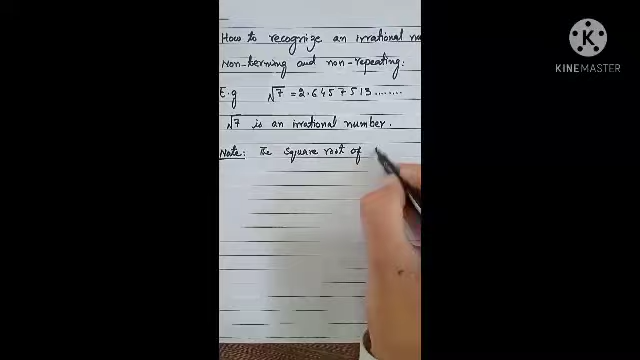 How to recognize an irrational nu
Non-terming and non-repeating:
E.g √7 = 2.6457513........
√7 is an irrational number.
Note: The square root of
KINEMASTER